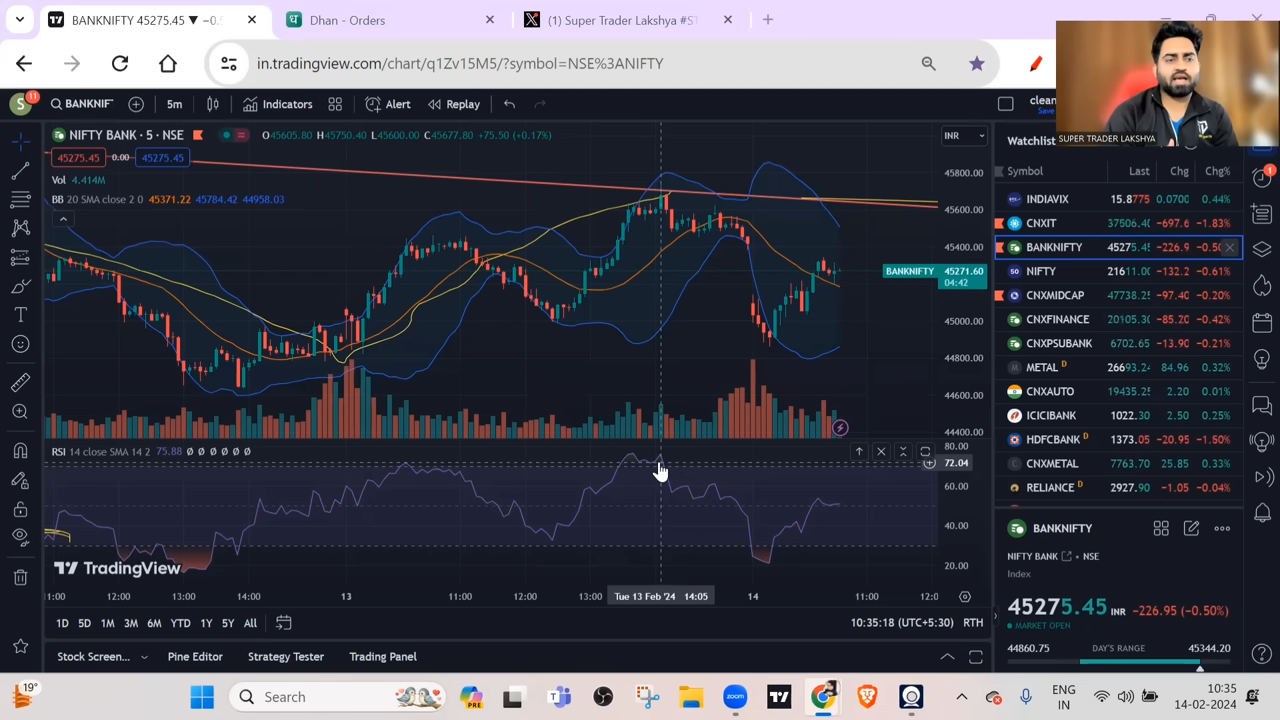 BANKNIFTY 45275.45 ▼ −0.5
Dhan - Orders
(1) Super Trader Lakshya #ST
in.tradingview.com/chart/q1Zv15M5/?symbol=NSE%3ANIFTY
S
11
BANKNIF
5m
Indicators
Alert
Replay
clean
Save
SUPER TRADER LAKSHYA
NIFTY BANK · 5 · NSE
O45605.80 H45750.40 L45600.00 C45677.80 +75.50 (+0.17%)
INR
45275.45
0.00
45275.45
Vol 4.414M
BB 20 SMA close 2 0 45371.22 45784.42 44958.03
45800.00
45600.00
45400.00
BANKNIFTY 45271.60
04:42
45000.00
44800.00
44600.00
44400.00
RSI 14 close SMA 14 2 75.88 Ø Ø Ø Ø Ø Ø
80.00
72.04
60.00
40.00
20.00
TradingView
11:00 12:00 13:00 14:00 13 11:00 12:00 13:00 Tue 13 Feb '24 14:05 14 11:00 12:0
1D 5D 1M 3M 6M YTD 1Y 5Y All
10:35:18 (UTC+5:30) RTH
Stock Screen... Pine Editor Strategy Tester Trading Panel
Watchlist
Symbol Last Chg Chg%
INDIAVIX 15.8775 0.0700 0.44%
CNXIT 37506.40 -697.6 -1.83%
BANKNIFTY 45275.45 -226.9 -0.50
NIFTY 21611.00 -132.2 -0.61%
CNXMIDCAP 47738.25 -97.40 -0.20%
CNXFINANCE 20105.30 -85.20 -0.42%
CNXPSUBANK 6702.65 -13.90 -0.21%
METAL D 26693.24 84.96 0.32%
CNXAUTO 19435.25 2.20 0.01%
ICICIBANK 1022.30 2.50 0.25%
HDFCBANK D 1373.05 -20.95 -1.50%
CNXMETAL 7763.70 25.85 0.33%
RELIANCE D 2927.90 -1.05 -0.04%
1
BANKNIFTY
NIFTY BANK · NSE
Index
45275.45 INR -226.95 (-0.50%)
MARKET OPEN
44860.75 DAY'S RANGE 45344.20
19°
Search
PRE
zoom
ENG
IN
10:35
14-02-2024